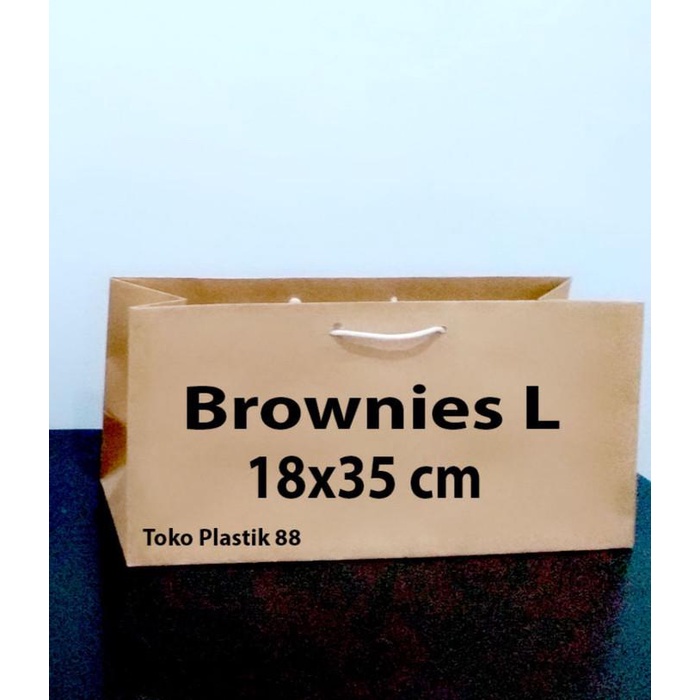 Brownies L
18x35 cm
Toko Plastik 88